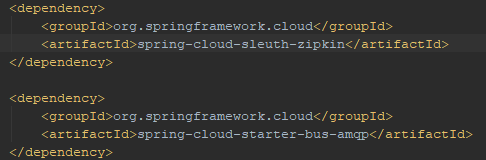 <dependency>
    <groupId>org.springframework.cloud</groupId>
    <artifactId>spring-cloud-sleuth-zipkin</artifactId>
</dependency>

<dependency>
    <groupId>org.springframework.cloud</groupId>
    <artifactId>spring-cloud-starter-bus-amqp</artifactId>
</dependency>